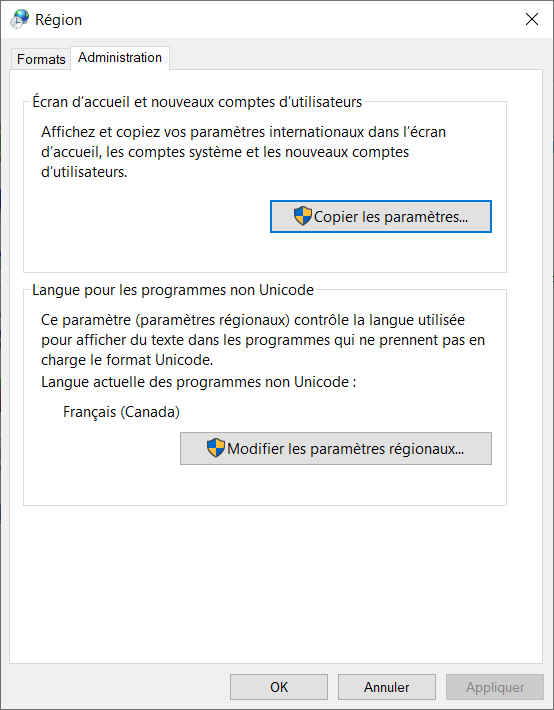 Région
Formats
Administration
Écran d’accueil et nouveaux comptes d’utilisateurs
Affichez et copiez vos paramètres internationaux dans l’écran
d’accueil, les comptes système et les nouveaux comptes
d’utilisateurs.
Copier les paramètres...
Langue pour les programmes non Unicode
Ce paramètre (paramètres régionaux) contrôle la langue utilisée
pour afficher du texte dans les programmes qui ne prennent pas en
charge le format Unicode.
Langue actuelle des programmes non Unicode :
Français (Canada)
Modifier les paramètres régionaux...
OK
Annuler
Appliquer